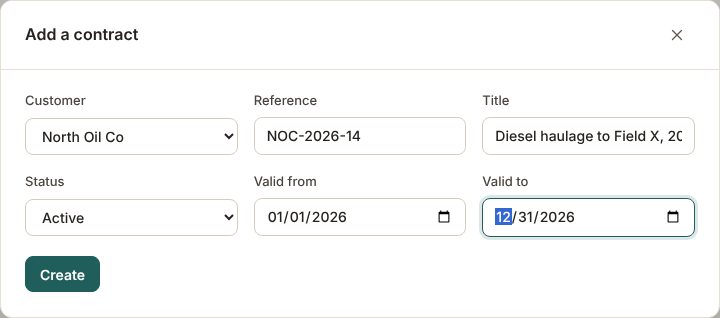 Add a contract
Customer Reference Title
North Oil Co NOC-2026-14 Diesel haulage to Field X, 20
Status Valid from Valid to
Active 01/01/2026 12/31/2026
Create